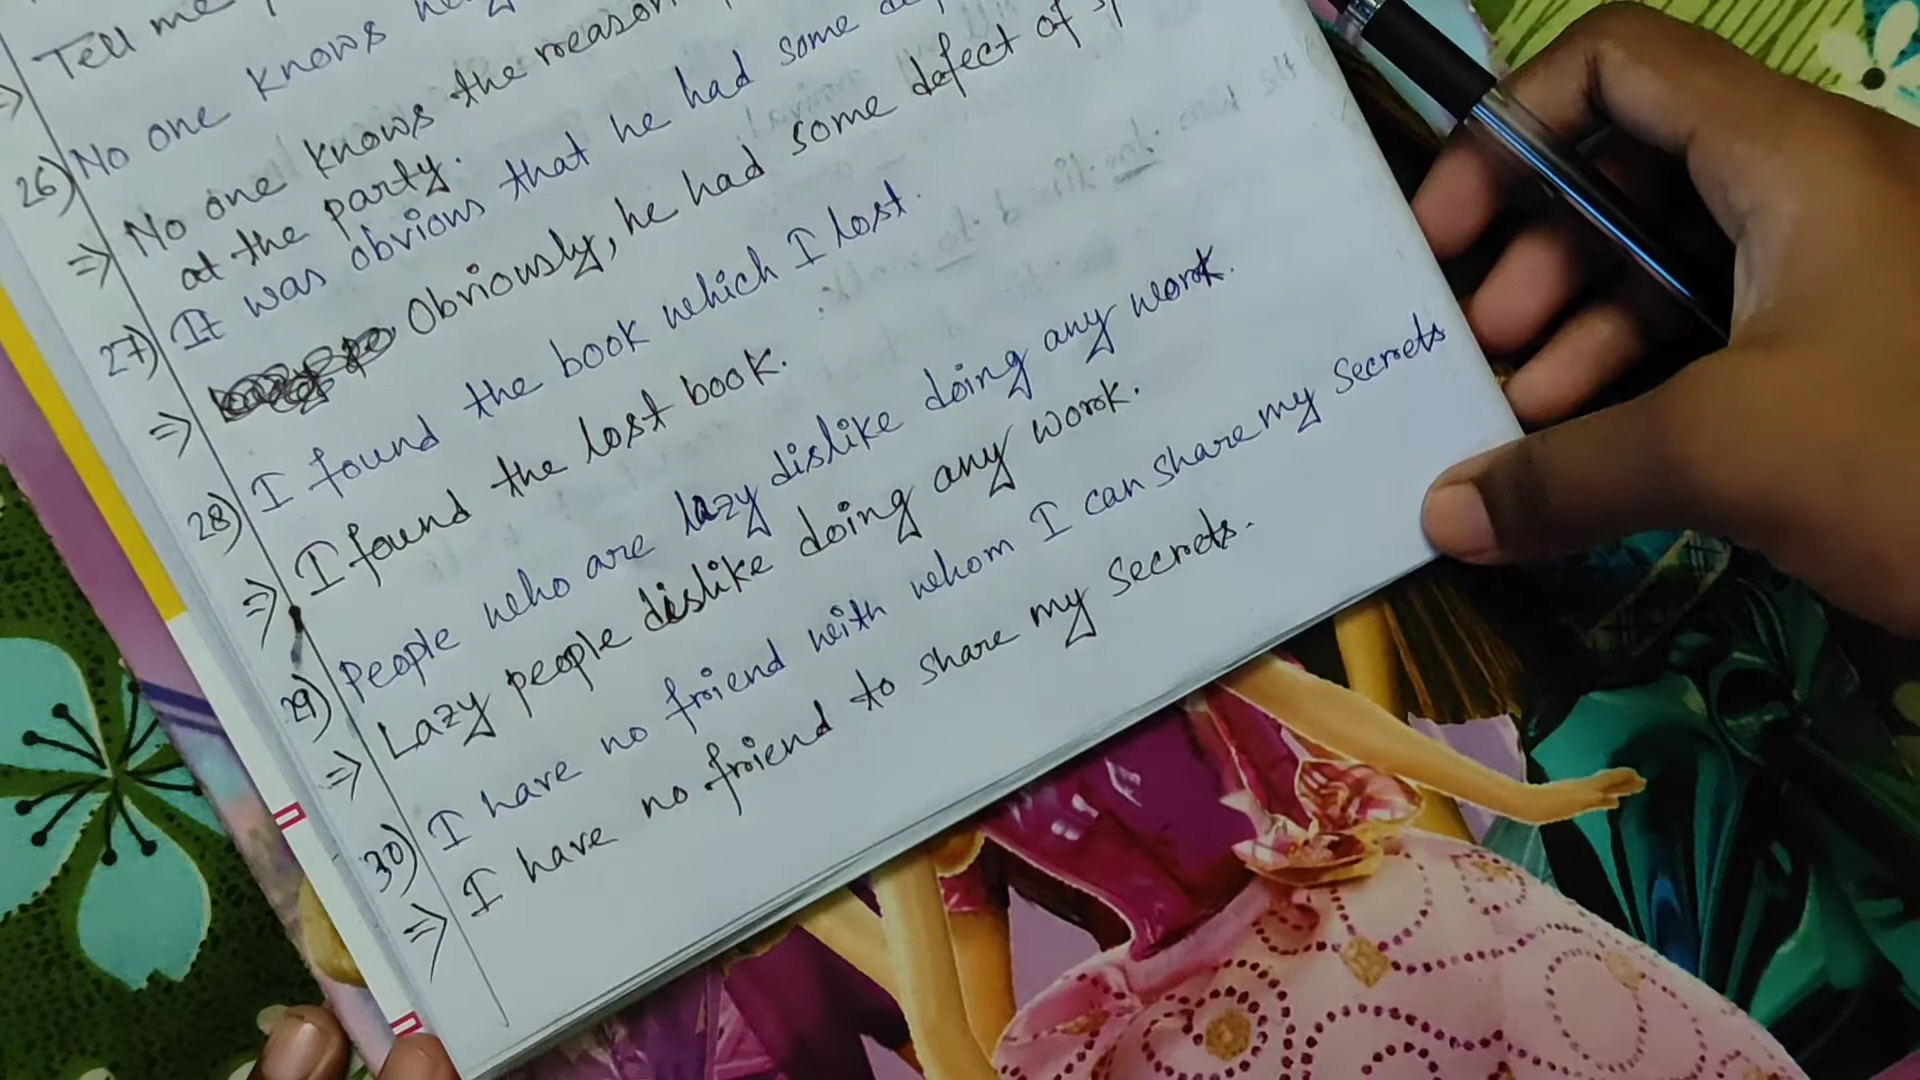 Tell me
26) No one knows
=> No one knows the reason
at the party.
27) It was obvious that he had some
=> Obviously, he had some defect of
28) I found the book which I lost.
=> I found the lost book.
29) People who are lazy dislike doing any work.
=> Lazy people dislike doing any work.
30) I have no friend with whom I can share my secrets
=> I have no friend to share my secrets.